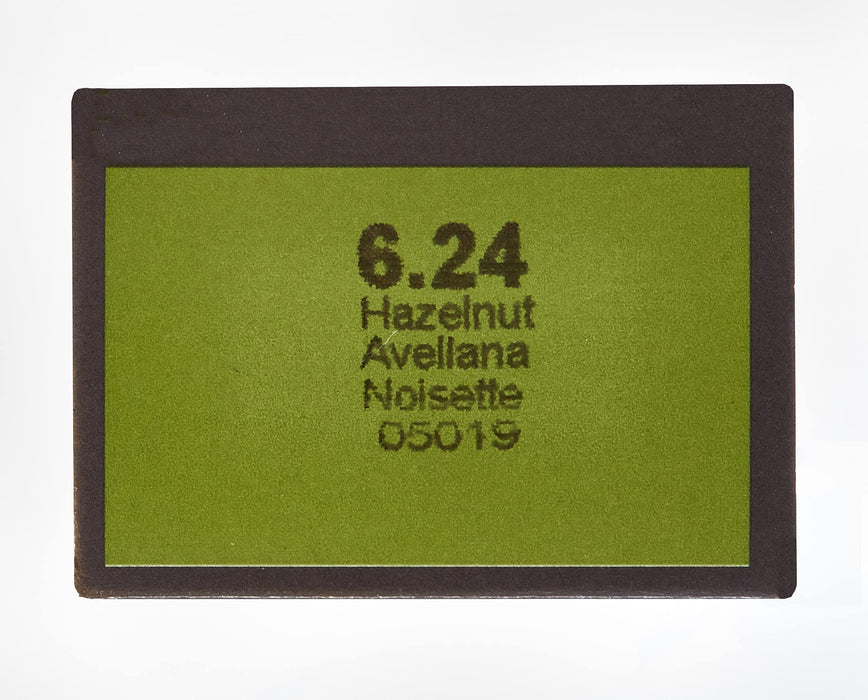 6.24
Hazelnut
Avellana
Noisette
05019